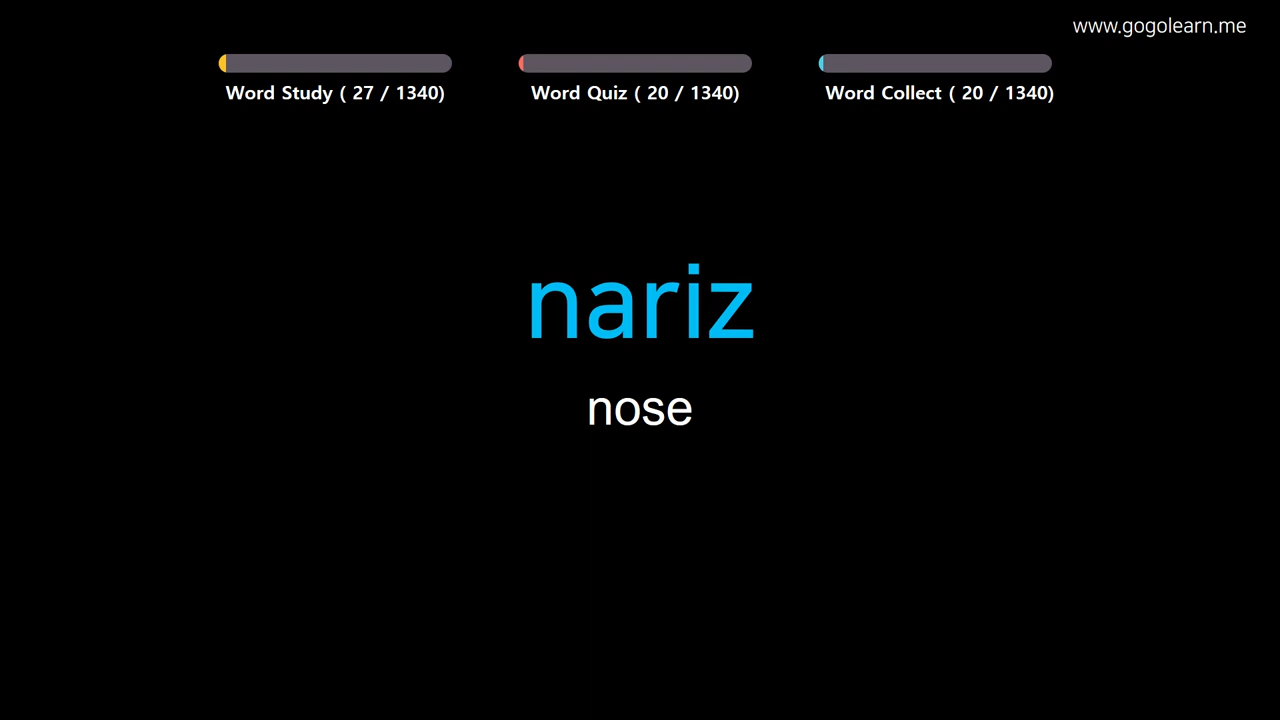 www.gogolearn.me
Word Study ( 27 / 1340)
Word Quiz ( 20 / 1340)
Word Collect ( 20 / 1340)
nariz
nose